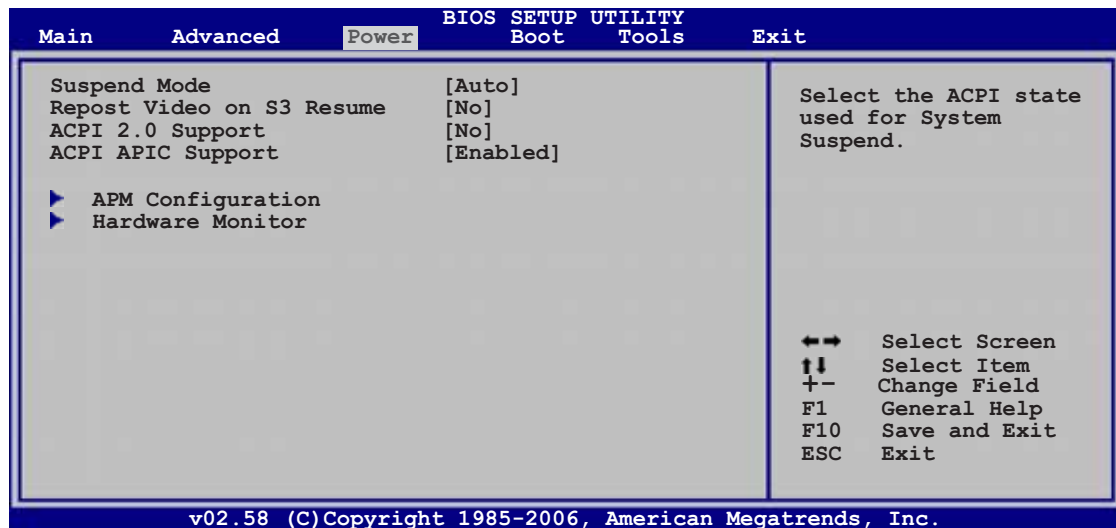 BIOS SETUP UTILITY
Main Advanced Power Boot Tools Exit
Suspend Mode [Auto]
Repost Video on S3 Resume [No]
ACPI 2.0 Support [No]
ACPI APIC Support [Enabled]
APM Configuration
Hardware Monitor
Select the ACPI state
used for System
Suspend.
←→ Select Screen
↑↓ Select Item
+- Change Field
F1 General Help
F10 Save and Exit
ESC Exit
v02.58 (C)Copyright 1985-2006, American Megatrends, Inc.